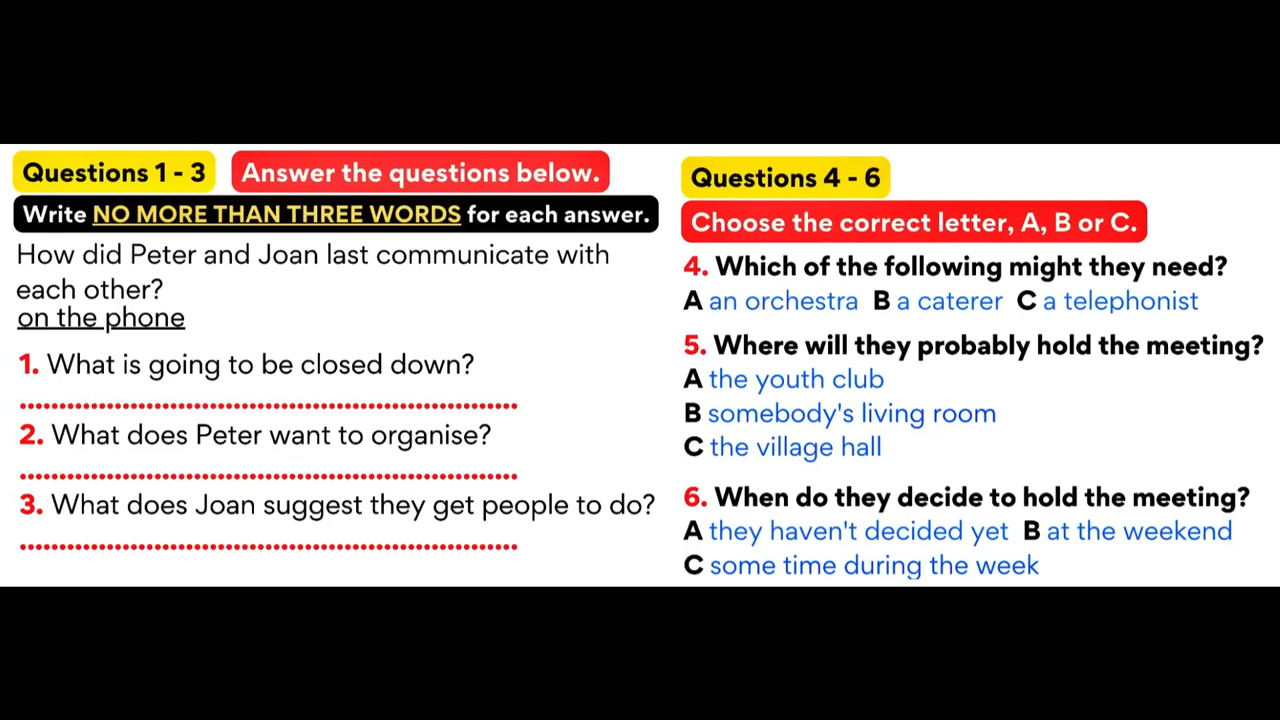 Questions 1 - 3
Answer the questions below.
Write NO MORE THAN THREE WORDS for each answer.
How did Peter and Joan last communicate with
each other?
on the phone
1. What is going to be closed down?
2. What does Peter want to organise?
3. What does Joan suggest they get people to do?
Questions 4 - 6
Choose the correct letter, A, B or C.
4. Which of the following might they need?
A an orchestra B a caterer C a telephonist
5. Where will they probably hold the meeting?
A the youth club
B somebody's living room
C the village hall
6. When do they decide to hold the meeting?
A they haven't decided yet B at the weekend
C some time during the week